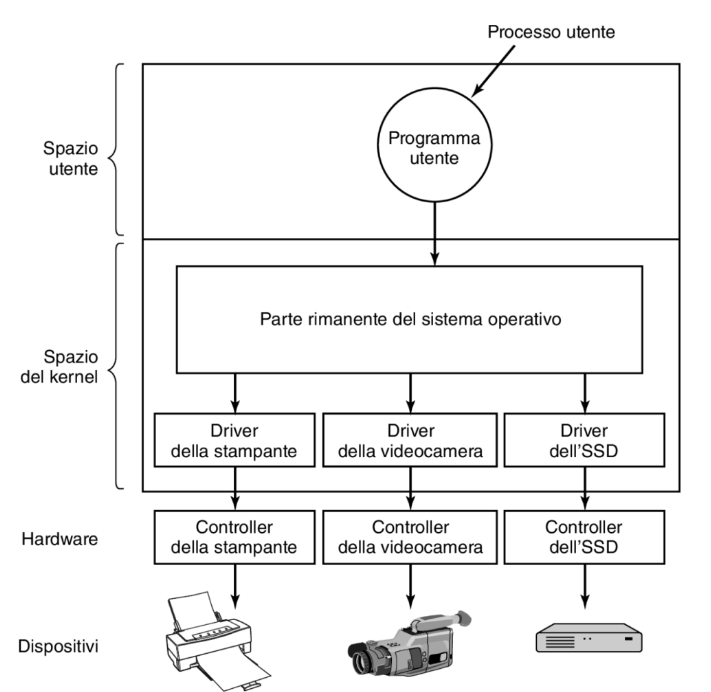 Processo utente
Programma
utente
Spazio
utente
Parte rimanente del sistema operativo
Spazio
del kernel
Driver
della stampante
Driver
della videocamera
Driver
dell'SSD
Hardware
Controller
della stampante
Controller
della videocamera
Controller
dell'SSD
Dispositivi